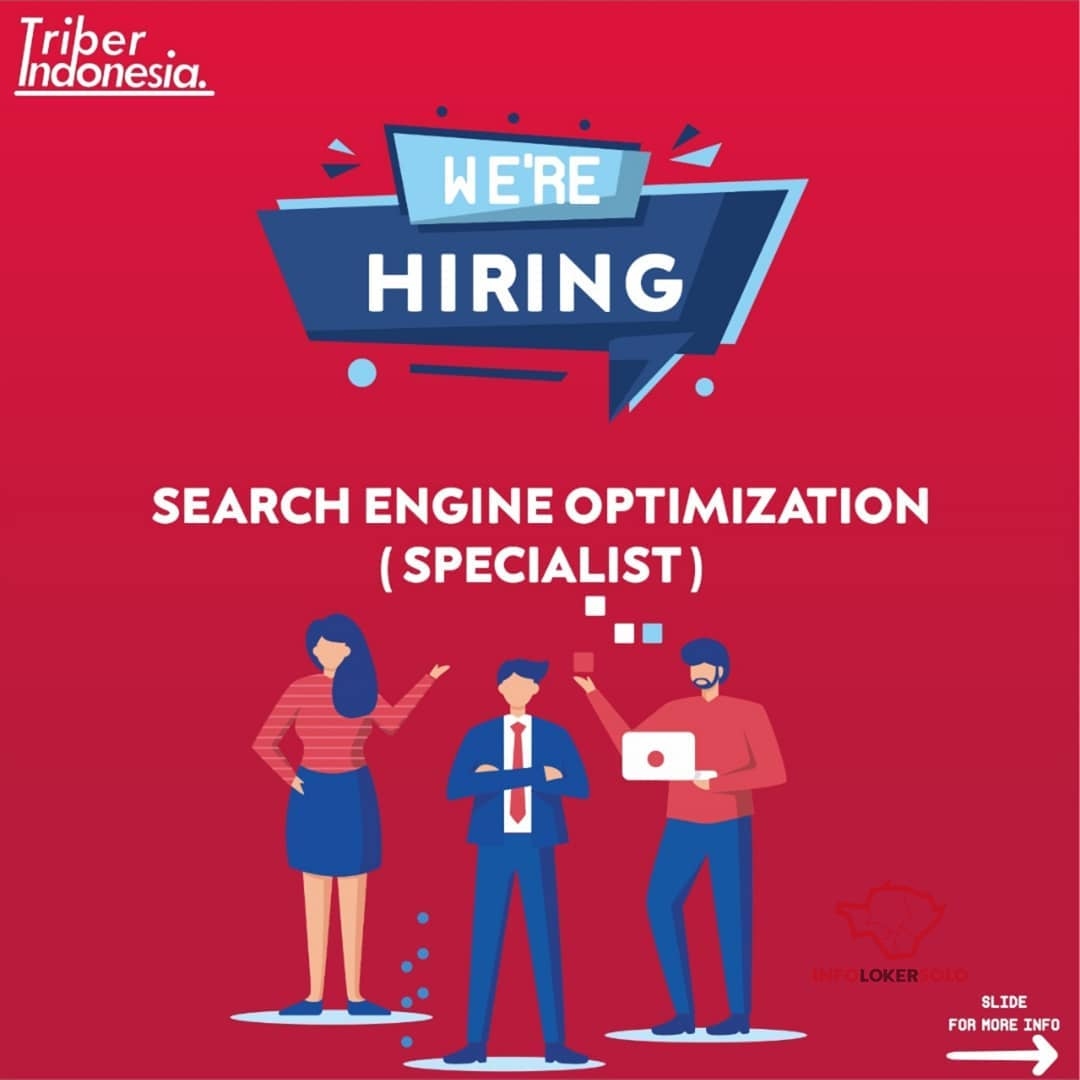 Triber
Indonesia.
WE'RE
HIRING
SEARCH ENGINE OPTIMIZATION
( SPECIALIST )
INFOLOKERSOLO
SLIDE
FOR MORE INFO